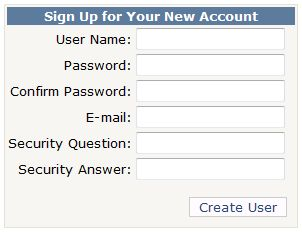 Sign Up for Your New Account
User Name:
Password:
Confirm Password:
E-mail:
Security Question:
Security Answer:
Create User